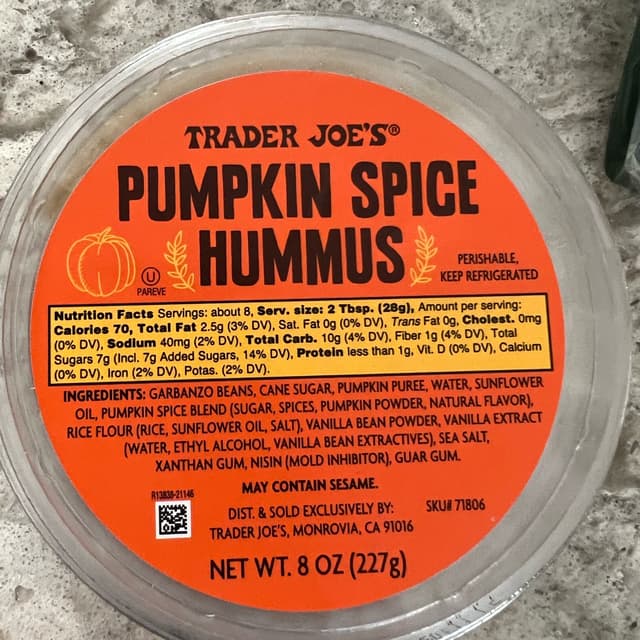 TRADER JOE'S®
PUMPKIN SPICE
HUMMUS
U
PAREVE
PERISHABLE,
KEEP REFRIGERATED
Nutrition Facts Servings: about 8, Serv. size: 2 Tbsp. (28g), Amount per serving:
Calories 70, Total Fat 2.5g (3% DV), Sat. Fat 0g (0% DV), Trans Fat 0g, Cholest. 0mg
(0% DV), Sodium 40mg (2% DV), Total Carb. 10g (4% DV), Fiber 1g (4% DV), Total
Sugars 7g (Incl. 7g Added Sugars, 14% DV), Protein less than 1g, Vit. D (0% DV), Calcium
(0% DV), Iron (2% DV), Potas. (2% DV).
INGREDIENTS: GARBANZO BEANS, CANE SUGAR, PUMPKIN PUREE, WATER, SUNFLOWER
OIL, PUMPKIN SPICE BLEND (SUGAR, SPICES, PUMPKIN POWDER, NATURAL FLAVOR),
RICE FLOUR (RICE, SUNFLOWER OIL, SALT), VANILLA BEAN POWDER, VANILLA EXTRACT
(WATER, ETHYL ALCOHOL, VANILLA BEAN EXTRACTIVES), SEA SALT,
XANTHAN GUM, NISIN (MOLD INHIBITOR), GUAR GUM.
MAY CONTAIN SESAME.
R13838-21146
DIST. & SOLD EXCLUSIVELY BY:
TRADER JOE'S, MONROVIA, CA 91016
SKU# 71806
NET WT. 8 OZ (227g)